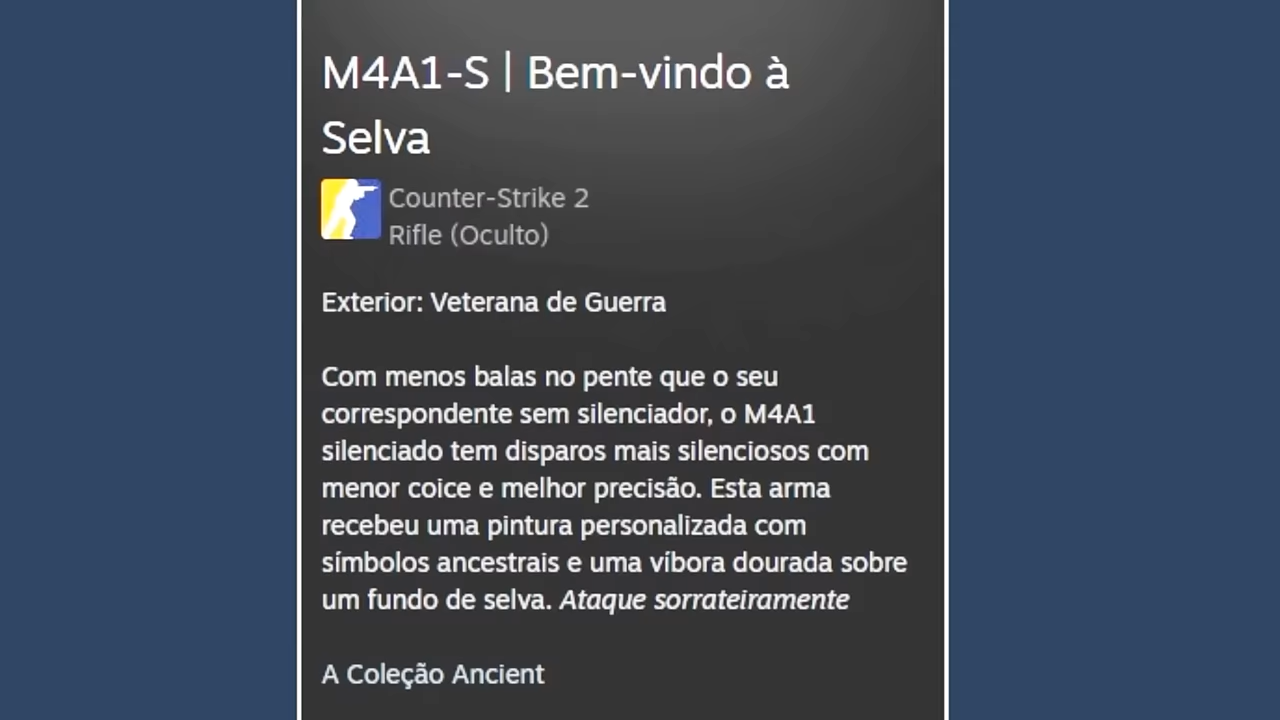 M4A1-S | Bem-vindo à
Selva
Counter-Strike 2
Rifle (Oculto)
Exterior: Veterana de Guerra
Com menos balas no pente que o seu
correspondente sem silenciador, o M4A1
silenciado tem disparos mais silenciosos com
menor coice e melhor precisão. Esta arma
recebeu uma pintura personalizada com
símbolos ancestrais e uma víbora dourada sobre
um fundo de selva. Ataque sorrateiramente
A Coleção Ancient